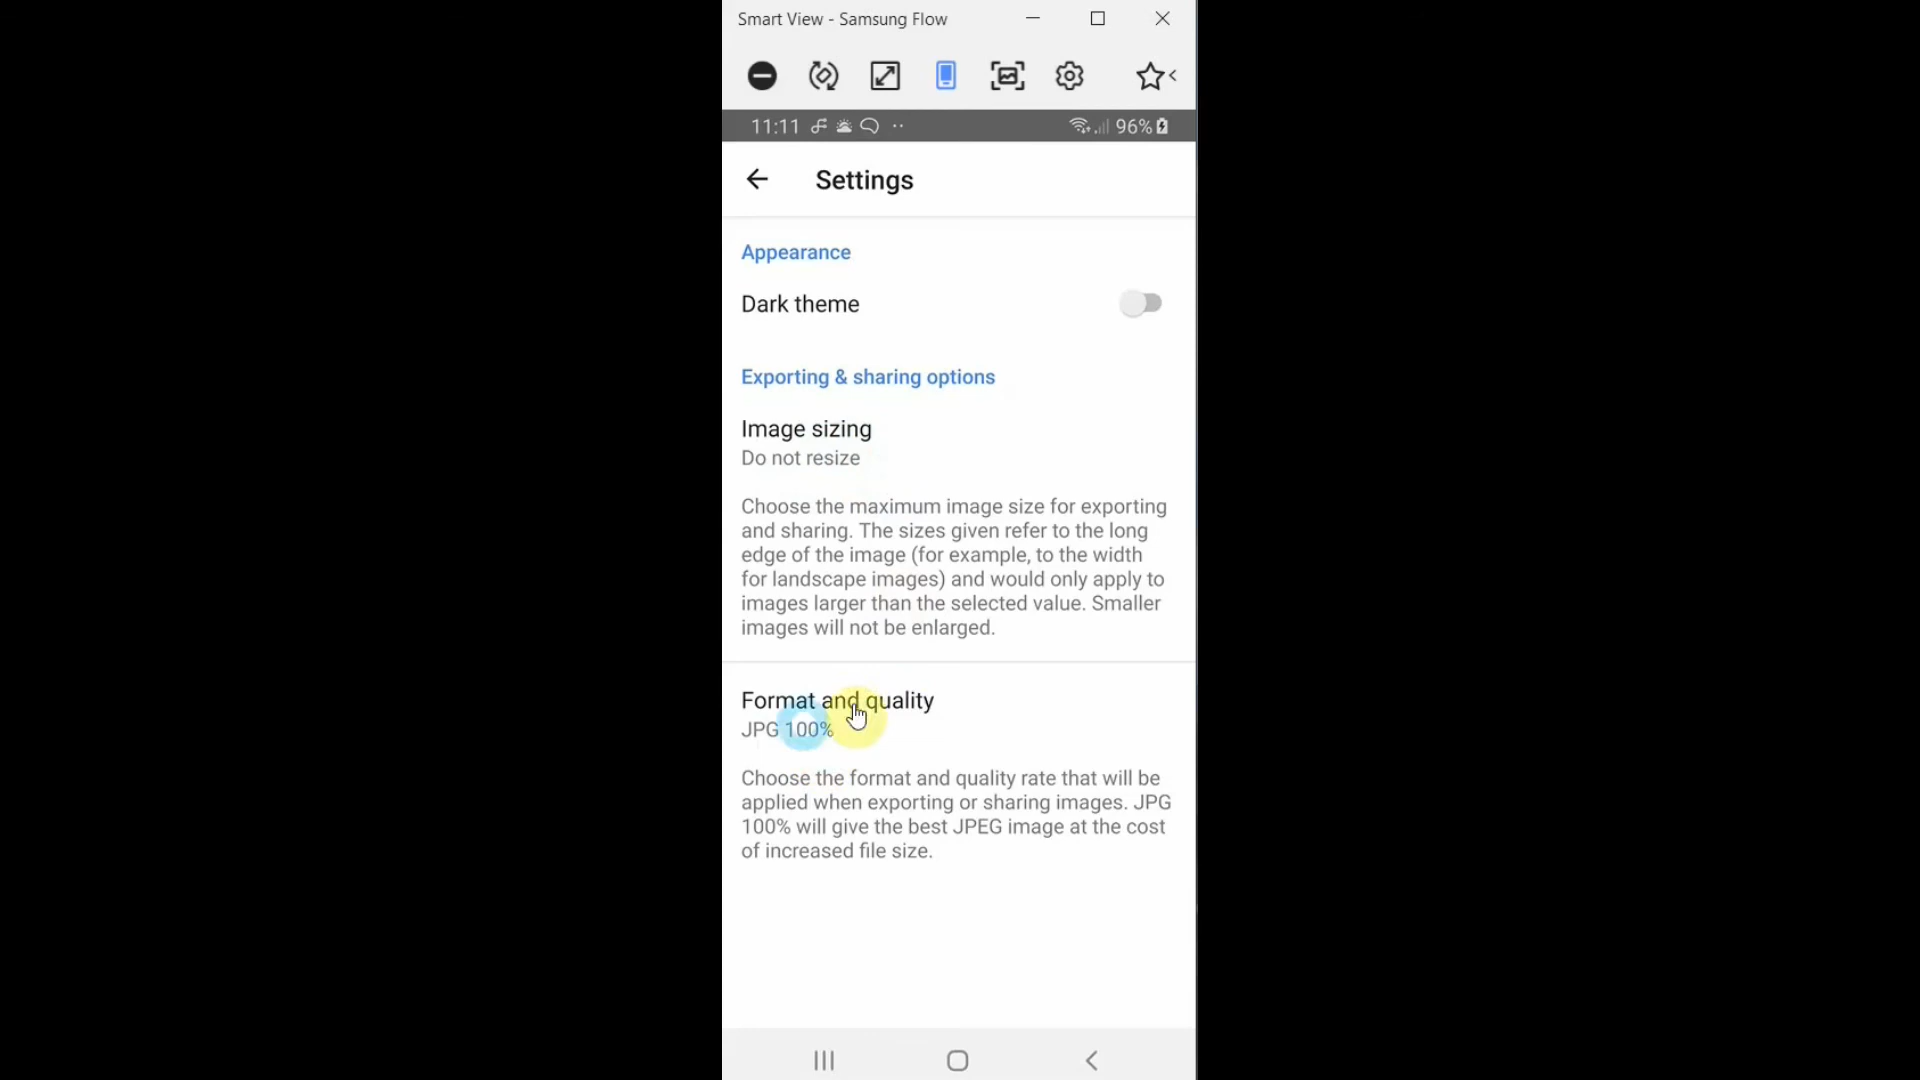 Smart View - Samsung Flow
11:11 96%
Settings
Appearance
Dark theme
Exporting & sharing options
Image sizing
Do not resize
Choose the maximum image size for exporting
and sharing. The sizes given refer to the long
edge of the image (for example, to the width
for landscape images) and would only apply to
images larger than the selected value. Smaller
images will not be enlarged.
Format and quality
JPG 100%
Choose the format and quality rate that will be
applied when exporting or sharing images. JPG
100% will give the best JPEG image at the cost
of increased file size.